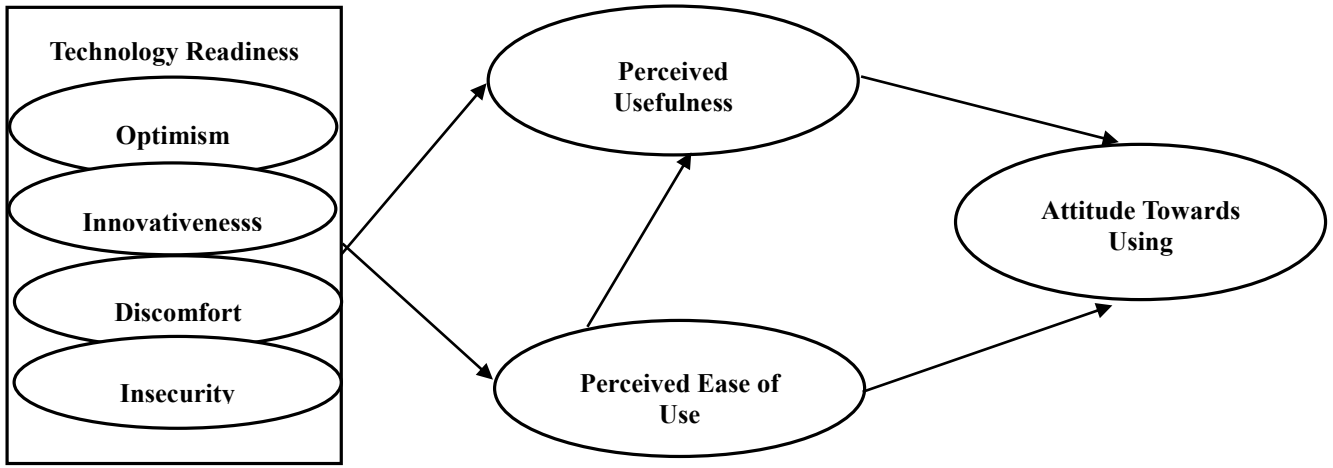 Technology Readiness
Optimism
Innovativenesss
Discomfort
Insecurity
Perceived
Usefulness
Perceived Ease of
Use
Attitude Towards
Using